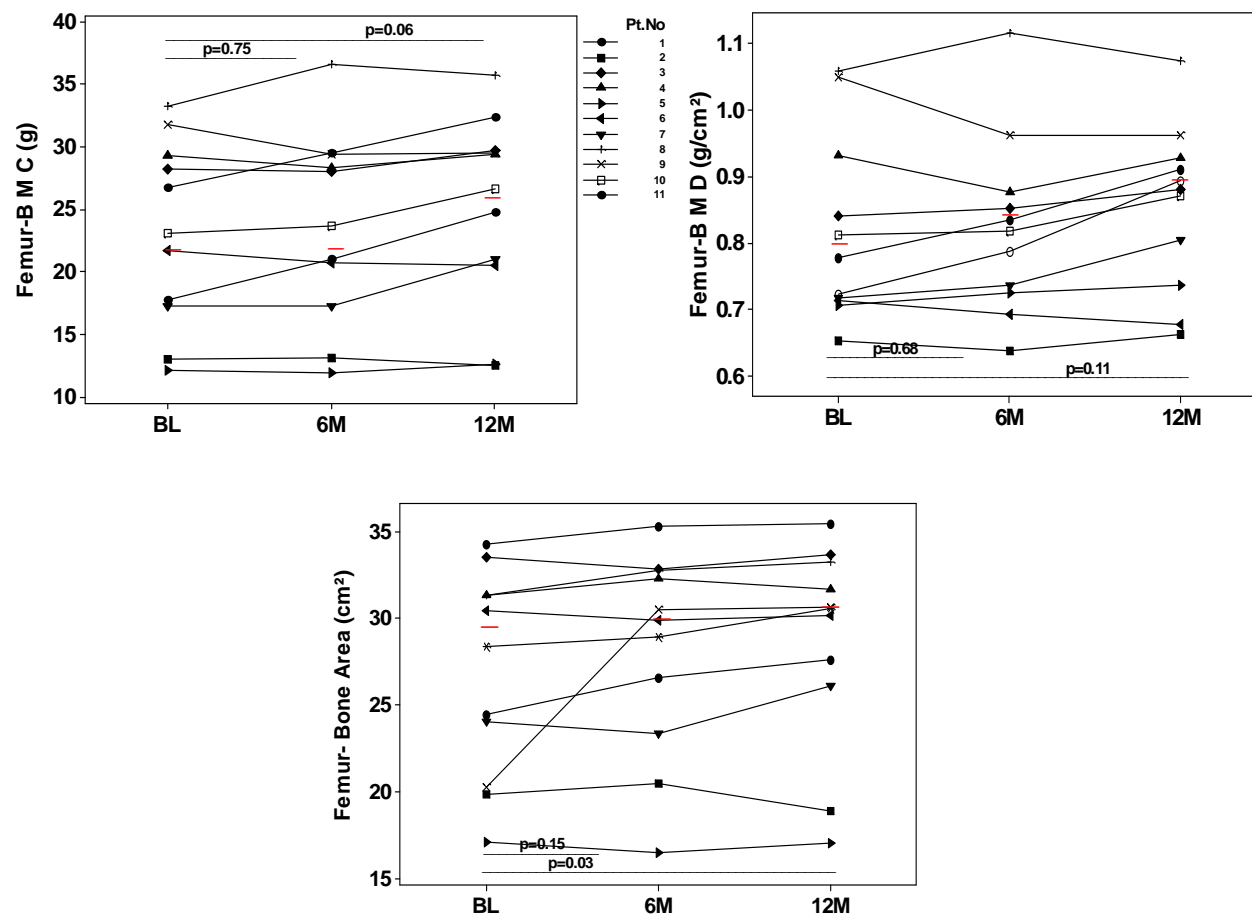 Femur-B M C (g)
40
35
30
25
20
15
10
p=0.06
p=0.75
BL 6M 12M
Pt.No
1
2
3
4
5
6
7
8
9
10
11
Femur-B M D (g/cm²)
1.1
1.0
0.9
0.8
0.7
0.6
p=0.68
p=0.11
BL 6M 12M
Femur- Bone Area (cm²)
35
30
25
20
15
p=0.15
p=0.03
BL 6M 12M